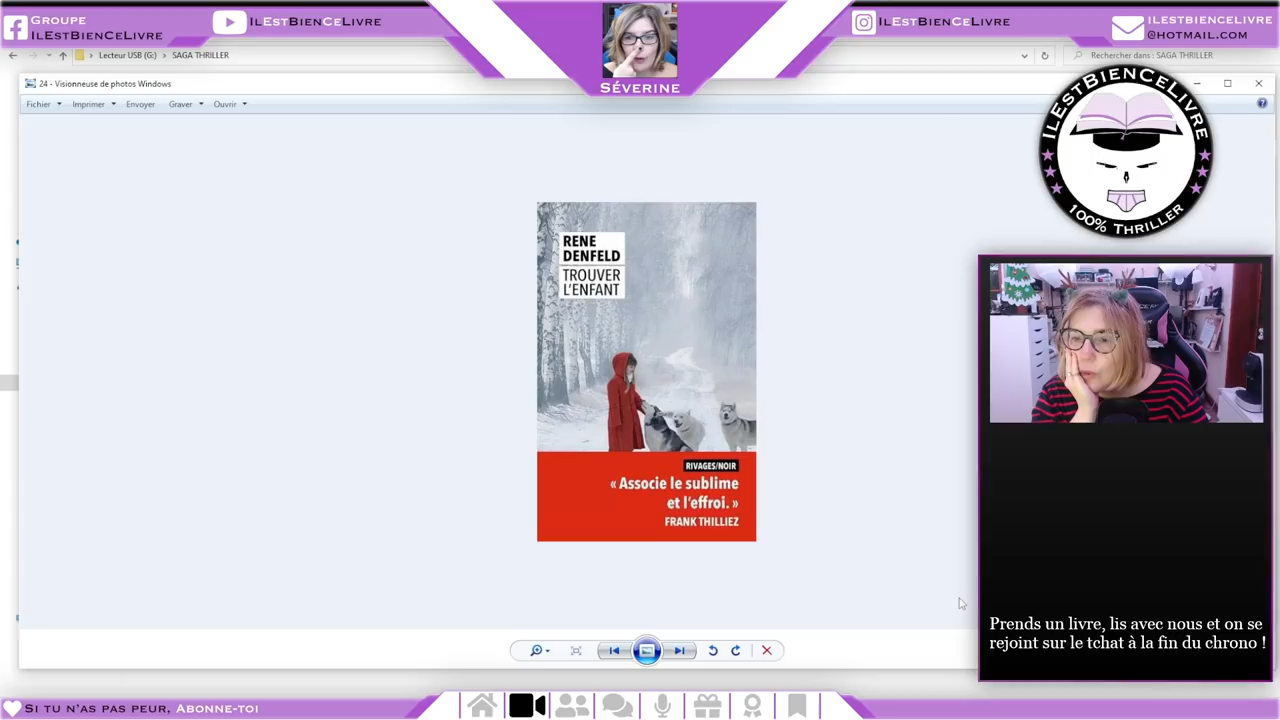 GROUPE
ILESTBIENCELIVRE
ILESTBIENCELIVRE
SÉVERINE
ILESTBIENCELIVRE
ILESTBIENCELIVRE
@HOTMAIL.COM
Lecteur USB (G:) › SAGA THRILLER
Rechercher dans : SAGA THRILLER
24 - Visionneuse de photos Windows
Fichier Imprimer Envoyer Graver Ouvrir
ILESTBIENCELIVRE
100% THRILLER
RENE
DENFELD
TROUVER
L'ENFANT
RIVAGES/NOIR
« Associe le sublime
et l'effroi. »
FRANK THILLIEZ
Prends un livre, lis avec nous et on se
rejoint sur le tchat à la fin du chrono !
SI TU N'AS PAS PEUR, ABONNE-TOI